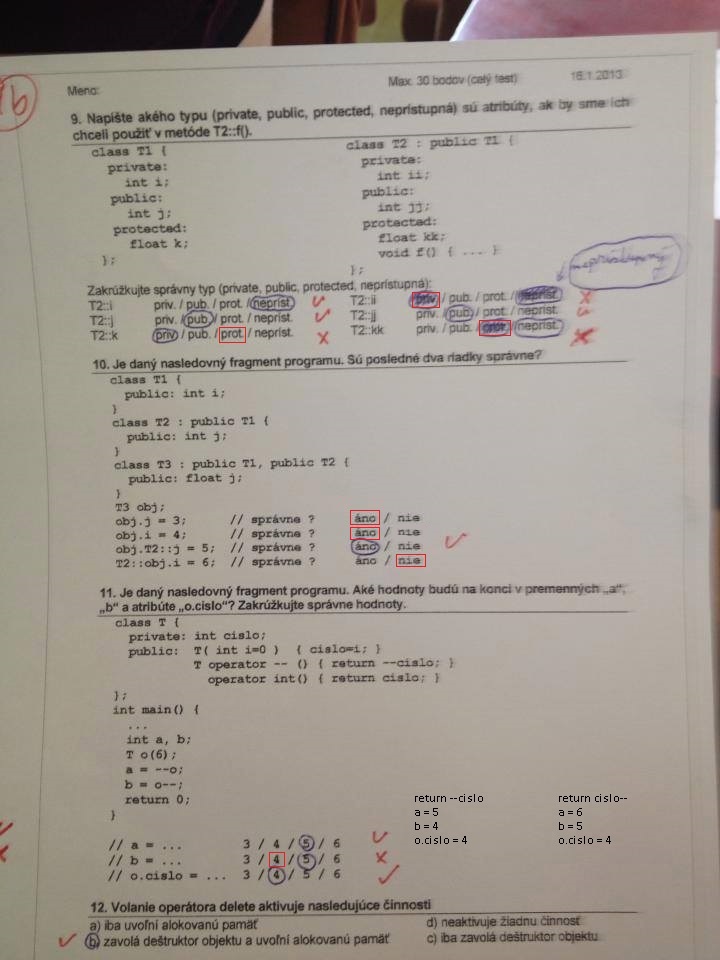 1b
Meno: Max. 30 bodov (celý test) 16.1.2013
9. Napíšte akého typu (private, public, protected, neprístupná) sú atribúty, ak by sme ich
chceli použiť v metóde T2::f().
class T1 {
private:
int i;
public:
int j;
protected:
float k;
};
class T2 : public T1 {
private:
int ii;
public:
int jj;
protected:
float kk;
void f() { ... }
};
Zakrúžkujte správny typ (private, public, protected, neprístupná):
T2::i priv. / pub. / prot. / nepríst. T2::ii priv. / pub. / prot. / nepríst.
T2::j priv. / pub. / prot. / nepríst. T2::jj priv. / pub. / prot. / nepríst.
T2::k priv. / pub. / prot. / nepríst. T2::kk priv. / pub. / prot. / nepríst.
10. Je daný nasledovný fragment programu. Sú posledné dva riadky správne?
class T1 {
public: int i;
}
class T2 : public T1 {
public: int j;
}
class T3 : public T1, public T2 {
public: float j;
}
T3 obj;
obj.j = 3; // správne ? áno / nie
obj.i = 4; // správne ? áno / nie
obj.T2::j = 5; // správne ? áno / nie
T2::obj.i = 6; // správne ? áno / nie
11. Je daný nasledovný fragment programu. Aké hodnoty budú na konci v premenných „a“,
„b“ a atribúte „o.cislo“? Zakrúžkujte správne hodnoty.
class T {
private: int cislo;
public: T( int i=0 ) { cislo=i; }
T operator -- () { return --cislo; }
operator int() { return cislo; }
};
int main() {
...
int a, b;
T o(6);
a = --o;
b = o--;
return 0;
}
return --cislo
a = 5
b = 4
o.cislo = 4
return cislo--
a = 6
b = 5
o.cislo = 4
// a = ... 3 / 4 / 5 / 6
// b = ... 3 / 4 / 5 / 6
// o.cislo = ... 3 / 4 / 5 / 6
12. Volanie operátora delete aktivuje nasledujúce činnosti
a) iba uvoľní alokovanú pamäť d) neaktivuje žiadnu činnosť
b) zavolá deštruktor objektu a uvoľní alokovanú pamäť c) iba zavolá deštruktor objektu